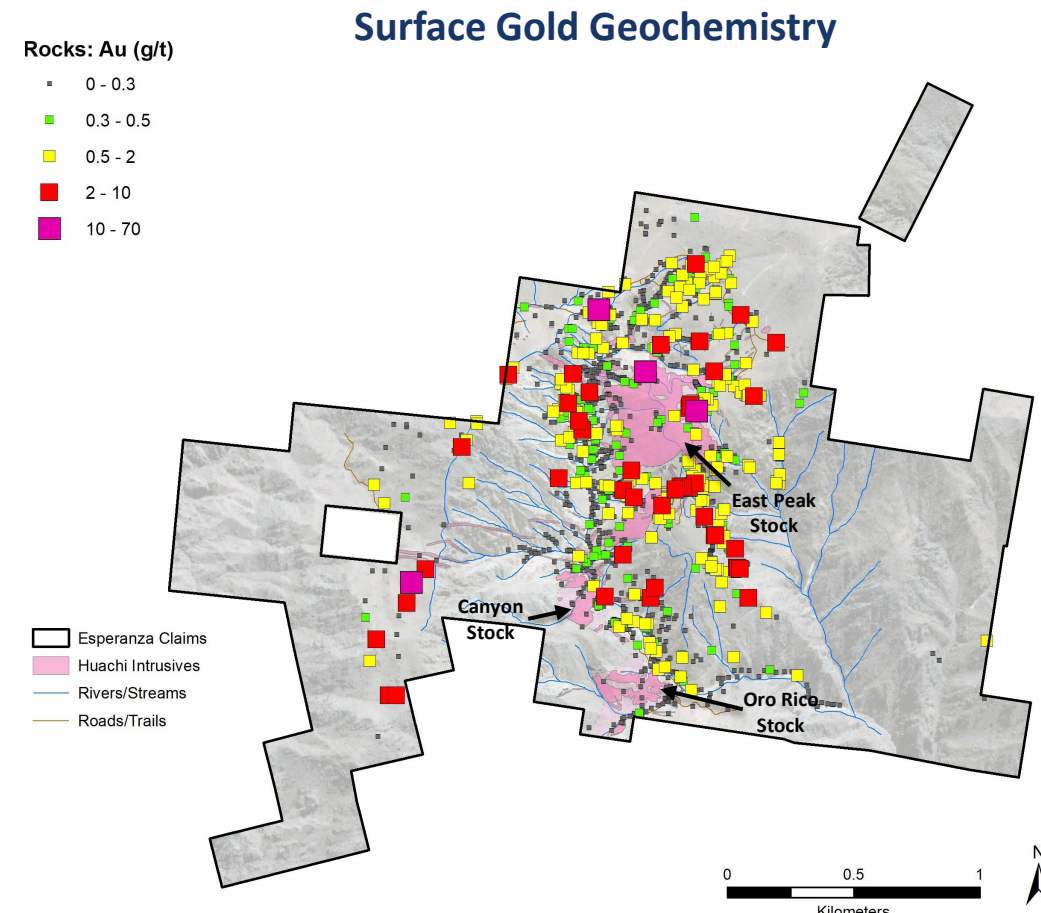 Surface Gold Geochemistry
Rocks: Au (g/t)
0 - 0.3
0.3 - 0.5
0.5 - 2
2 - 10
10 - 70
East Peak
Stock
Canyon
Stock
Oro Rico
Stock
Esperanza Claims
Huachi Intrusives
Rivers/Streams
Roads/Trails
0 0.5 1
Kilometers
N